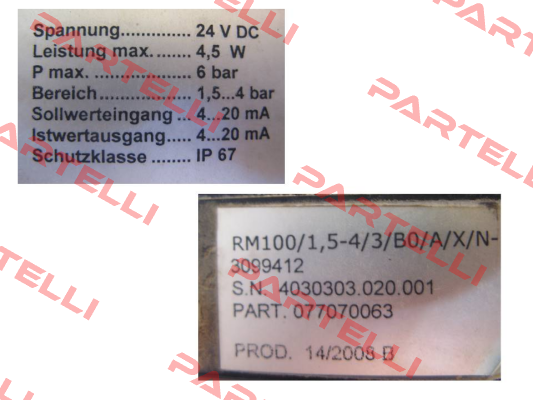 Spannung.............. 24 V DC
Leistung max. ....... 4,5 W
P max. ................... 6 bar
Bereich .................. 1,5...4 bar
Sollwerteingang .... 4...20 mA
Istwertausgang ..... 4...20 mA
Schutzklasse ........ IP 67
RM100/1,5-4/3/B0/A/X/N-
3099412
S.N. 4030303.020.001
PART. 077070063
PROD. 14/2008 B
PARTELLI
PARTELLI
PARTELLI
PARTELLI
PARTELLI